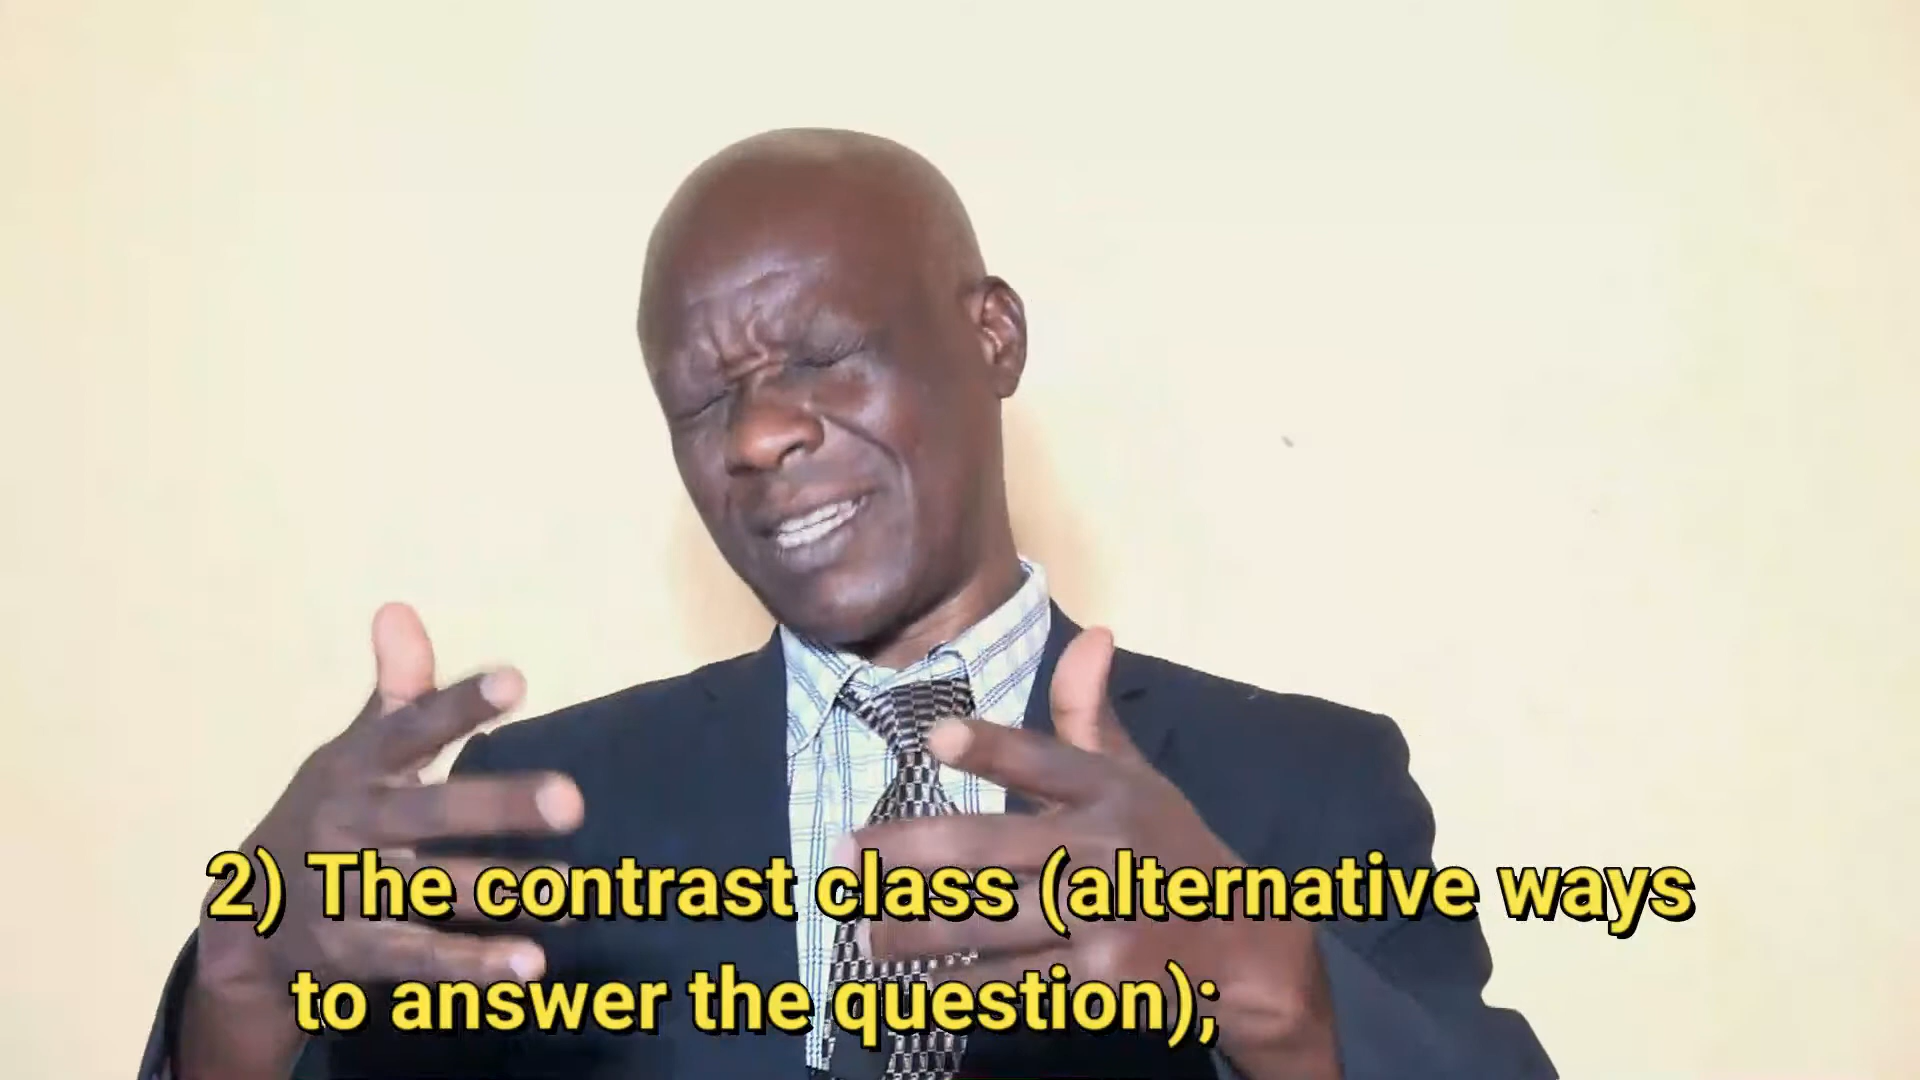 2) The contrast class (alternative ways
to answer the question);